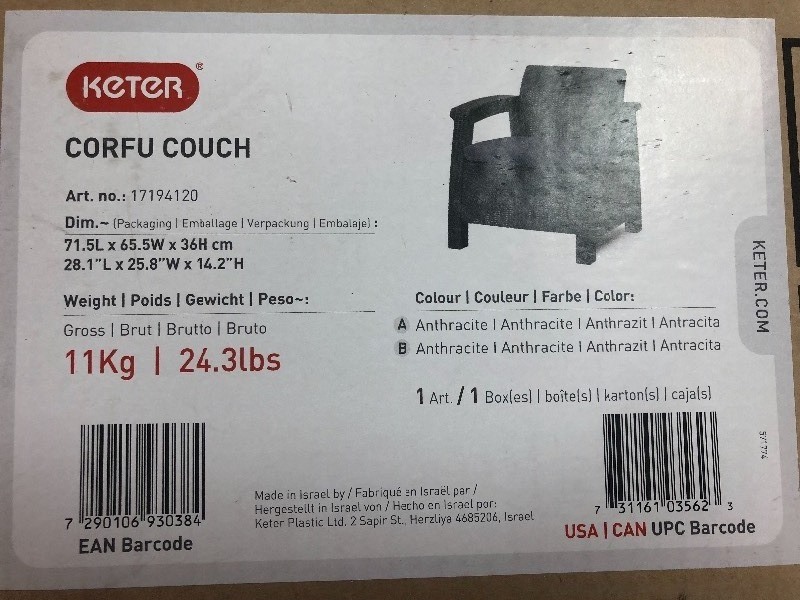 KETER®
CORFU COUCH
Art. no.: 17194120
Dim.~ (Packaging | Emballage | Verpackung | Embalaje) :
71.5L x 65.5W x 36H cm
28.1"L x 25.8"W x 14.2"H
Weight | Poids | Gewicht | Peso~:
Gross | Brut | Brutto | Bruto
11Kg | 24.3lbs
Colour | Couleur | Farbe | Color:
A Anthracite | Anthracite | Anthrazit | Antracita
B Anthracite | Anthracite | Anthrazit | Antracita
1 Art. / 1 Box(es) | boîte(s) | karton(s) | caja(s)
KETER.COM
7 290106 930384
EAN Barcode
Made in Israel by / Fabriqué en Israël par /
Hergestellt in Israel von / Hecho en Israel por:
Keter Plastic Ltd. 2 Sapir St., Herzliya 4685206, Israel
7 31161 03562 3
USA | CAN UPC Barcode